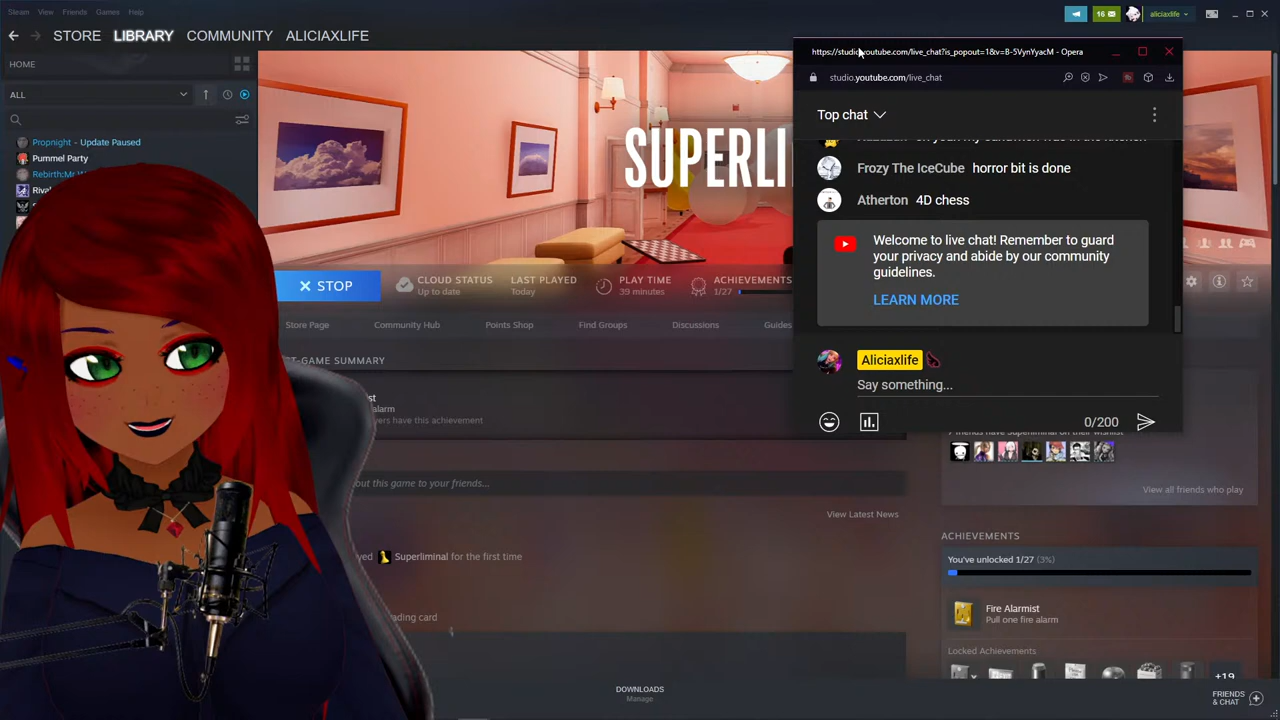 Steam View Friends Games Help
16
aliciaxlife
STORE LIBRARY COMMUNITY ALICIAXLIFE
HOME
ALL
Propnight - Update Paused
Pummel Party
SUPERLI
https://studio.youtube.com/live_chat?is_popout=1&v=B-5VynYyacM - Opera
studio.youtube.com/live_chat
Top chat
Frozy The IceCube horror bit is done
Atherton 4D chess
Welcome to live chat! Remember to guard
your privacy and abide by our community
guidelines.
LEARN MORE
Aliciaxlife
Say something...
0/200
STOP
CLOUD STATUS
Up to date
LAST PLAYED
Today
PLAY TIME
39 minutes
ACHIEVEMENTS
1/27
Store Page Community Hub Points Shop Find Groups Discussions Guides
ST-GAME SUMMARY
ist
alarm
ers have this achievement
out this game to your friends...
View Latest News
yed Superliminal for the first time
ading card
View all friends who play
ACHIEVEMENTS
You've unlocked 1/27 (3%)
Fire Alarmist
Pull one fire alarm
Locked Achievements
+19
DOWNLOADS
Manage
FRIENDS
& CHAT